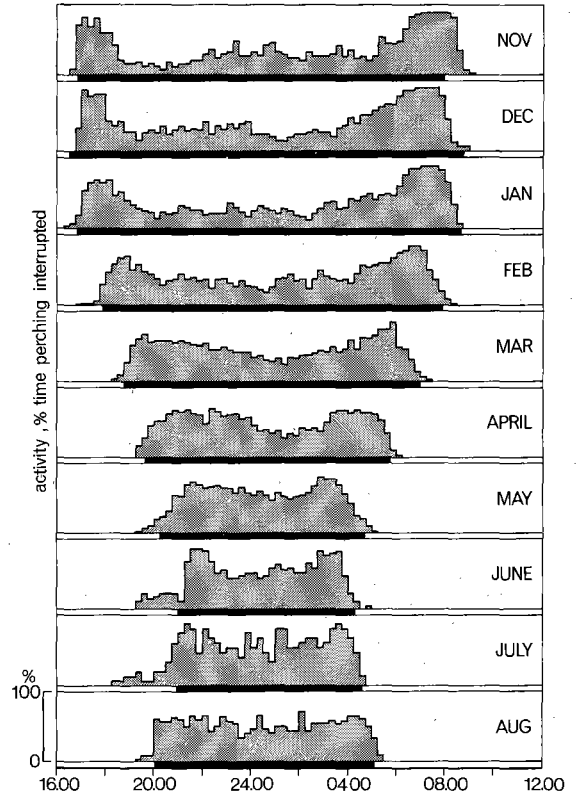 NOV
DEC
JAN
FEB
MAR
APRIL
MAY
JUNE
JULY
AUG
activity, % time perching interrupted
%
100
0
16.00 20.00 24.00 04.00 08.00 12.00